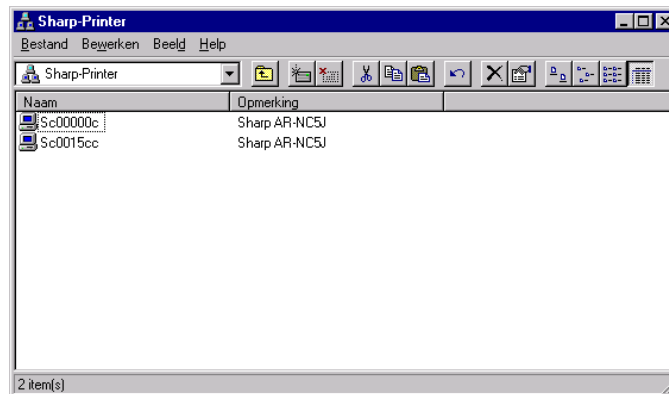 Sharp-Printer
Bestand Bewerken Beeld Help
Sharp-Printer
Naam Opmerking
Sc00000c Sharp AR-NC5J
Sc0015cc Sharp AR-NC5J
2 item(s)